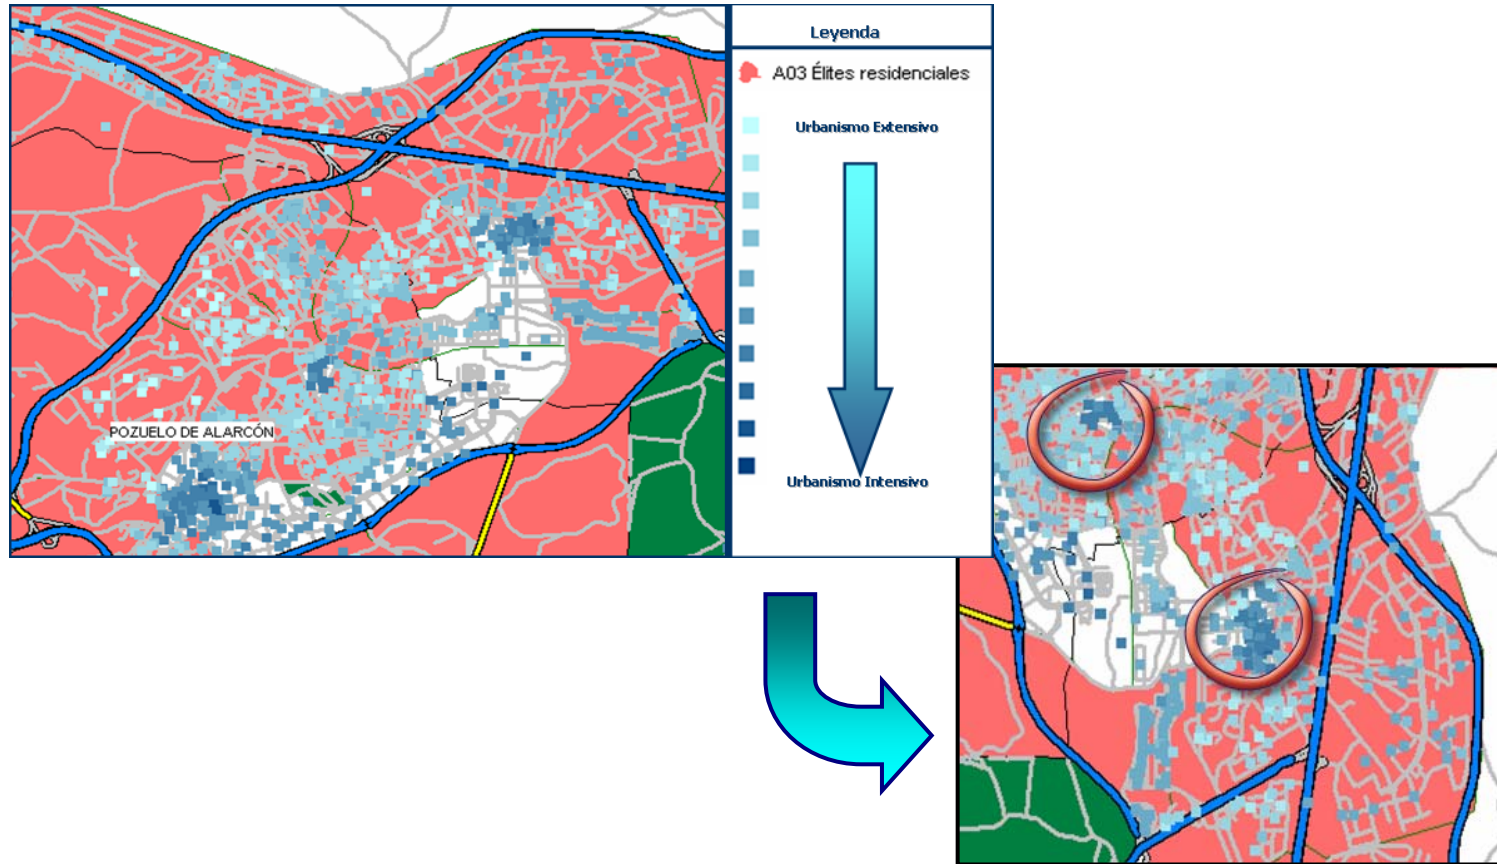 Leyenda
A03 Élites residenciales
Urbanismo Extensivo
Urbanismo Intensivo
POZUELO DE ALARCÓN